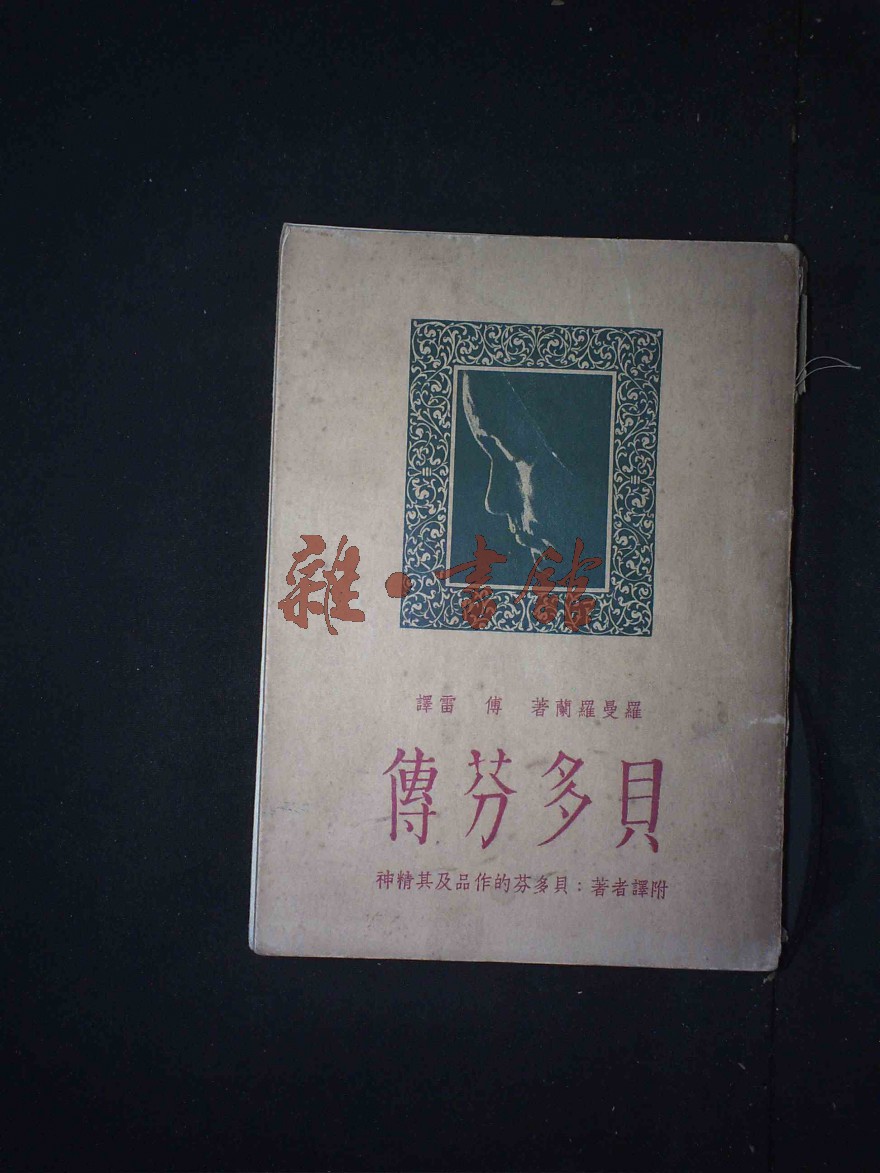 雜·書館
羅曼羅蘭著 傅雷譯
貝多芬傳
附譯者著：貝多芬的作品及其精神